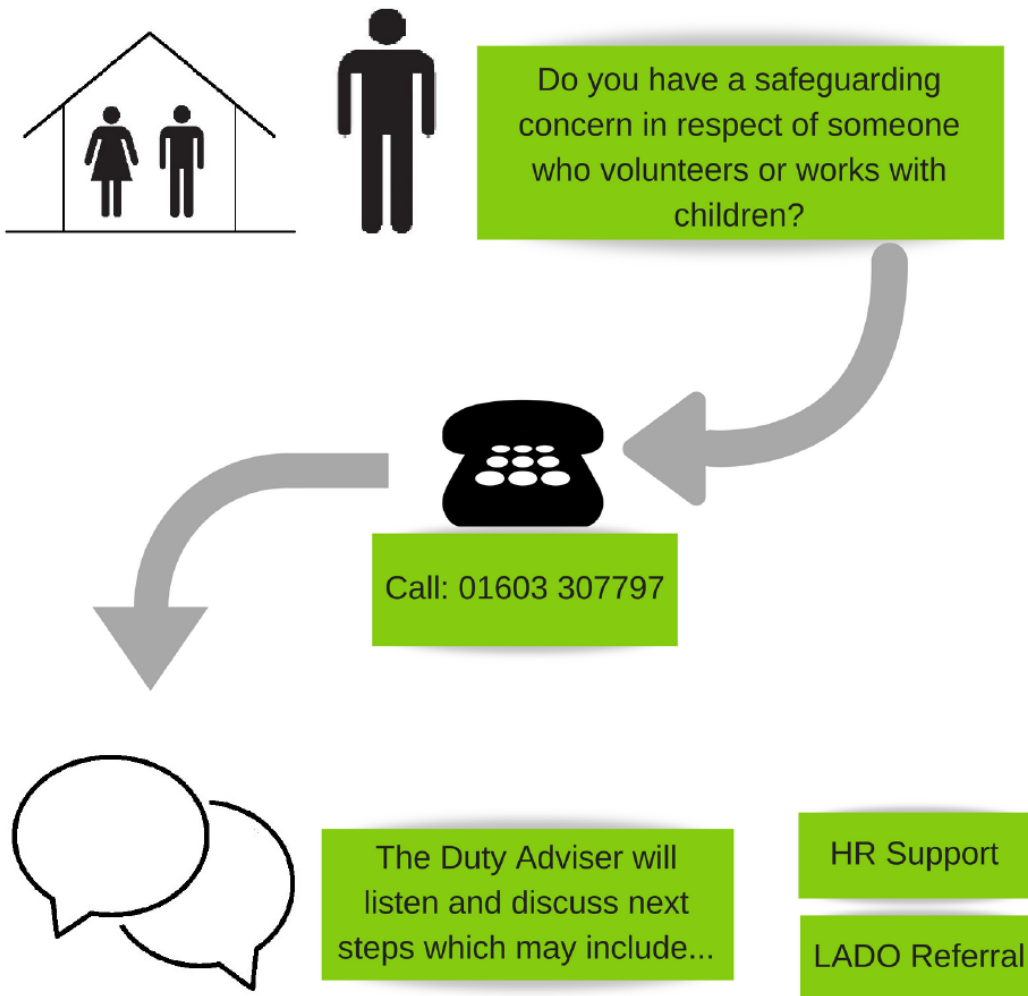 Do you have a safeguarding
concern in respect of someone
who volunteers or works with
children?
Call: 01603 307797
The Duty Adviser will
listen and discuss next
steps which may include...
HR Support
LADO Referral